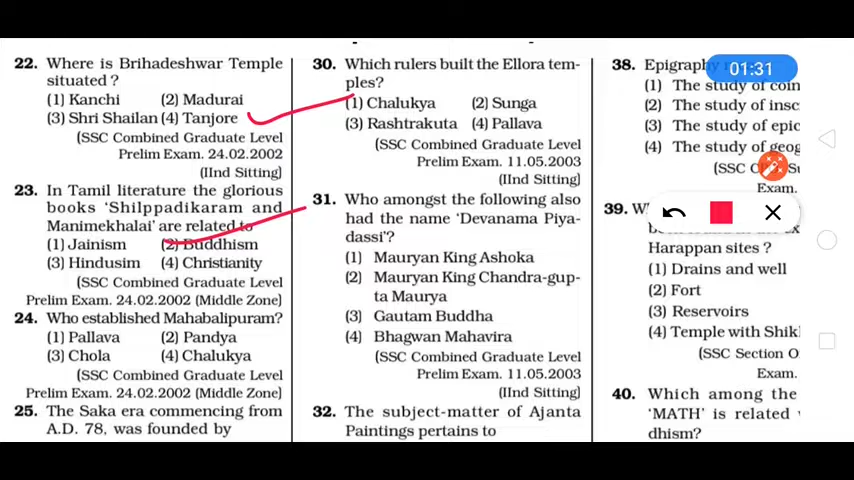 22. Where is Brihadeshwar Temple
situated ?
(1) Kanchi (2) Madurai
(3) Shri Shailan (4) Tanjore
(SSC Combined Graduate Level
Prelim Exam. 24.02.2002
(IInd Sitting)
23. In Tamil literature the glorious
books 'Shilppadikaram and
Manimekhalai' are related to
(1) Jainism (2) Buddhism
(3) Hindusim (4) Christianity
(SSC Combined Graduate Level
Prelim Exam. 24.02.2002 (Middle Zone)
24. Who established Mahabalipuram?
(1) Pallava (2) Pandya
(3) Chola (4) Chalukya
(SSC Combined Graduate Level
Prelim Exam. 24.02.2002 (Middle Zone)
25. The Saka era commencing from
A.D. 78, was founded by
30. Which rulers built the Ellora tem-
ples?
(1) Chalukya (2) Sunga
(3) Rashtrakuta (4) Pallava
(SSC Combined Graduate Level
Prelim Exam. 11.05.2003
(IInd Sitting)
31. Who amongst the following also
had the name 'Devanama Piya-
dassi'?
(1) Mauryan King Ashoka
(2) Mauryan King Chandra-gup-
ta Maurya
(3) Gautam Buddha
(4) Bhagwan Mahavira
(SSC Combined Graduate Level
Prelim Exam. 11.05.2003
(IInd Sitting)
32. The subject-matter of Ajanta
Paintings pertains to
01:31
38. Epigraphy
(1) The study of coin
(2) The study of insc
(3) The study of epic
(4) The study of geog
(SSC
Exam.
39.
Harappan sites ?
(1) Drains and well
(2) Fort
(3) Reservoirs
(4) Temple with Shik
(SSC Section O
Exam.
40. Which among the
'MATH' is related
dhism?